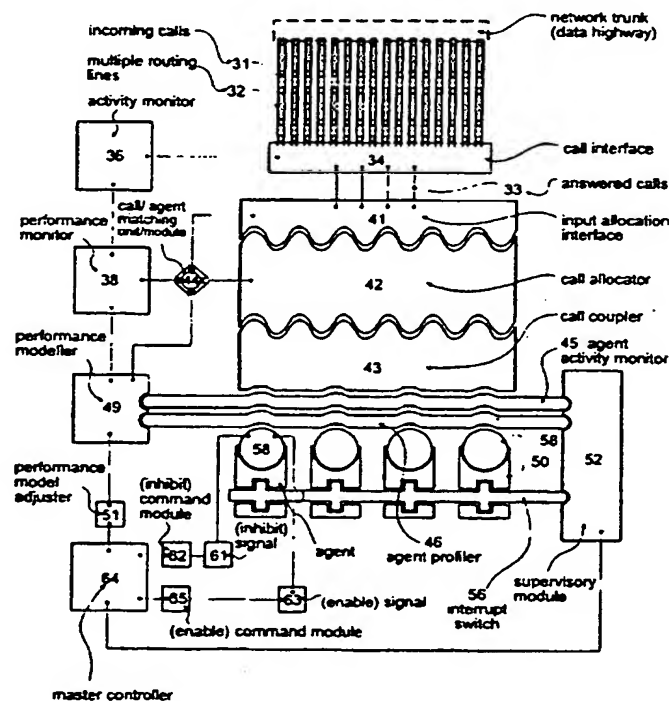 network trunk
(data highway)
incoming calls
31
multiple routing
lines
32
activity monitor
36
34
call interface
33
answered calls
call/ agent
matching
unit/module
performance
monitor
41
input allocation
interface
38
44
42
call allocator
call coupler
performance
modeller
43
45 agent
activity monitor
49
58
58
50
52
performance
model
adjuster
51
(inhibit)
command
module
(inhibit)
signal
62
61
agent
46
agent profiler
56
interrupt
switch
supervisory
module
64
65
63
(enable) signal
(enable) command module
master controller